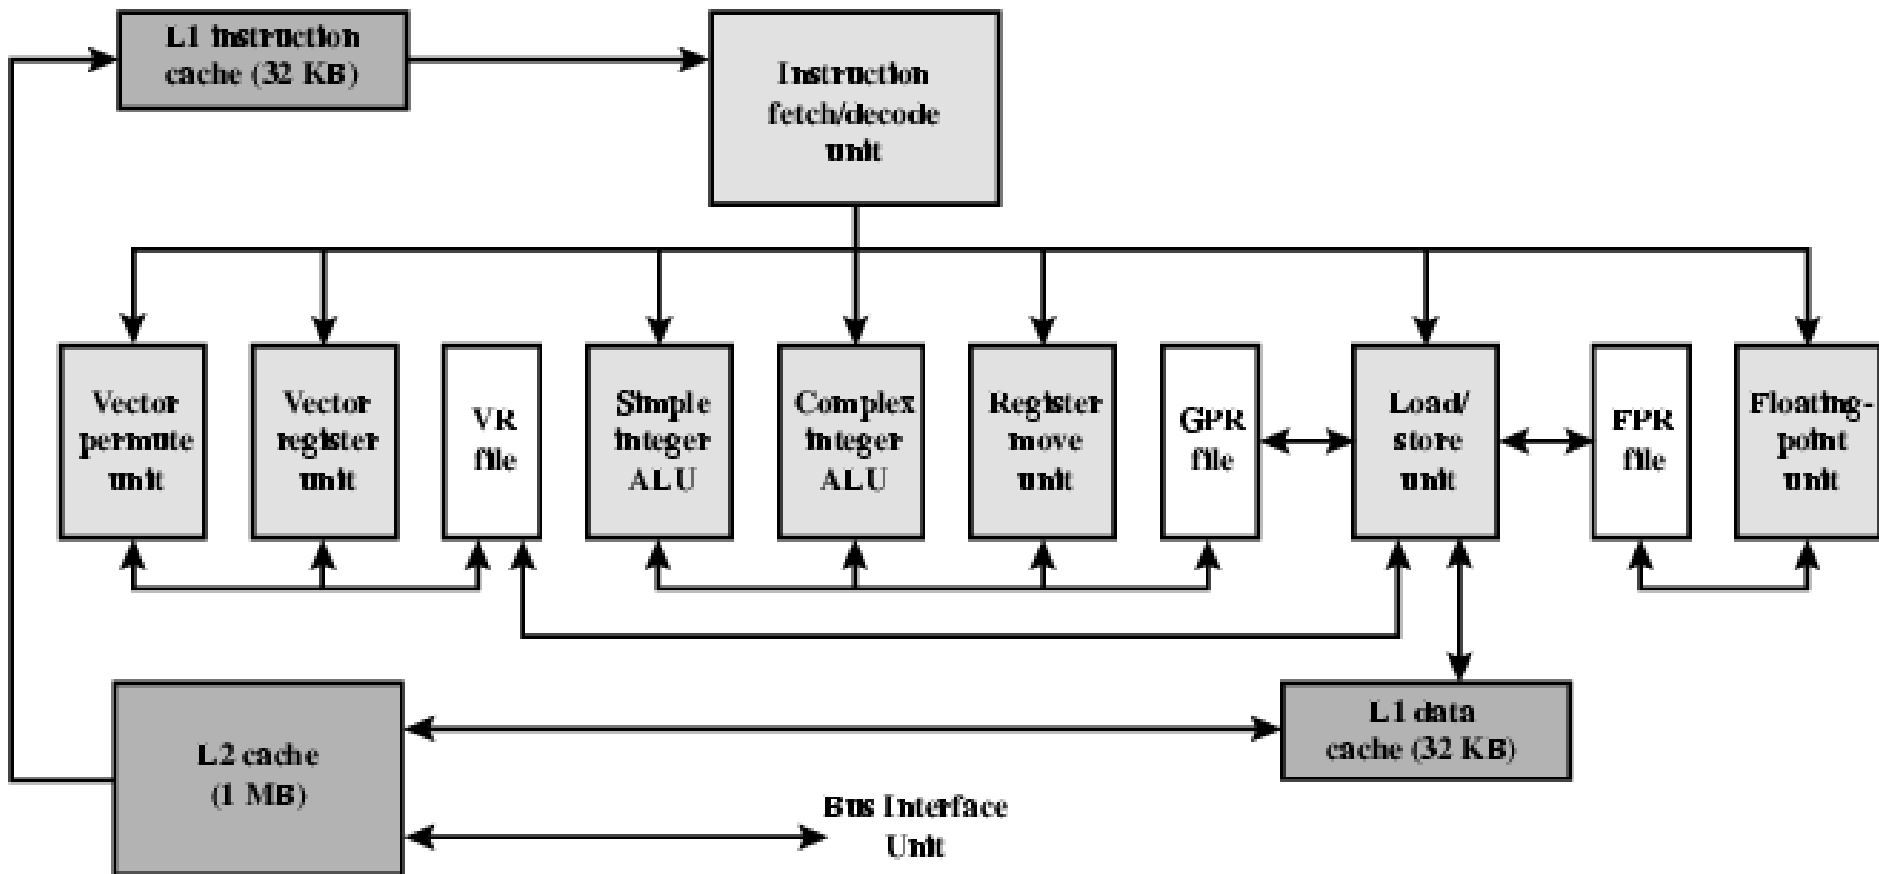 L1 instruction
cache (32 KB)
Instruction
fetch/decode
unit
Vector
permute
unit
Vector
register
unit
VR
file
Simple
integer
ALU
Complex
integer
ALU
Register
move
unit
GPR
file
Load/
store
unit
FPR
file
Floating-
point
unit
L2 cache
(1 MB)
L1 data
cache (32 KB)
Bus Interface
Unit